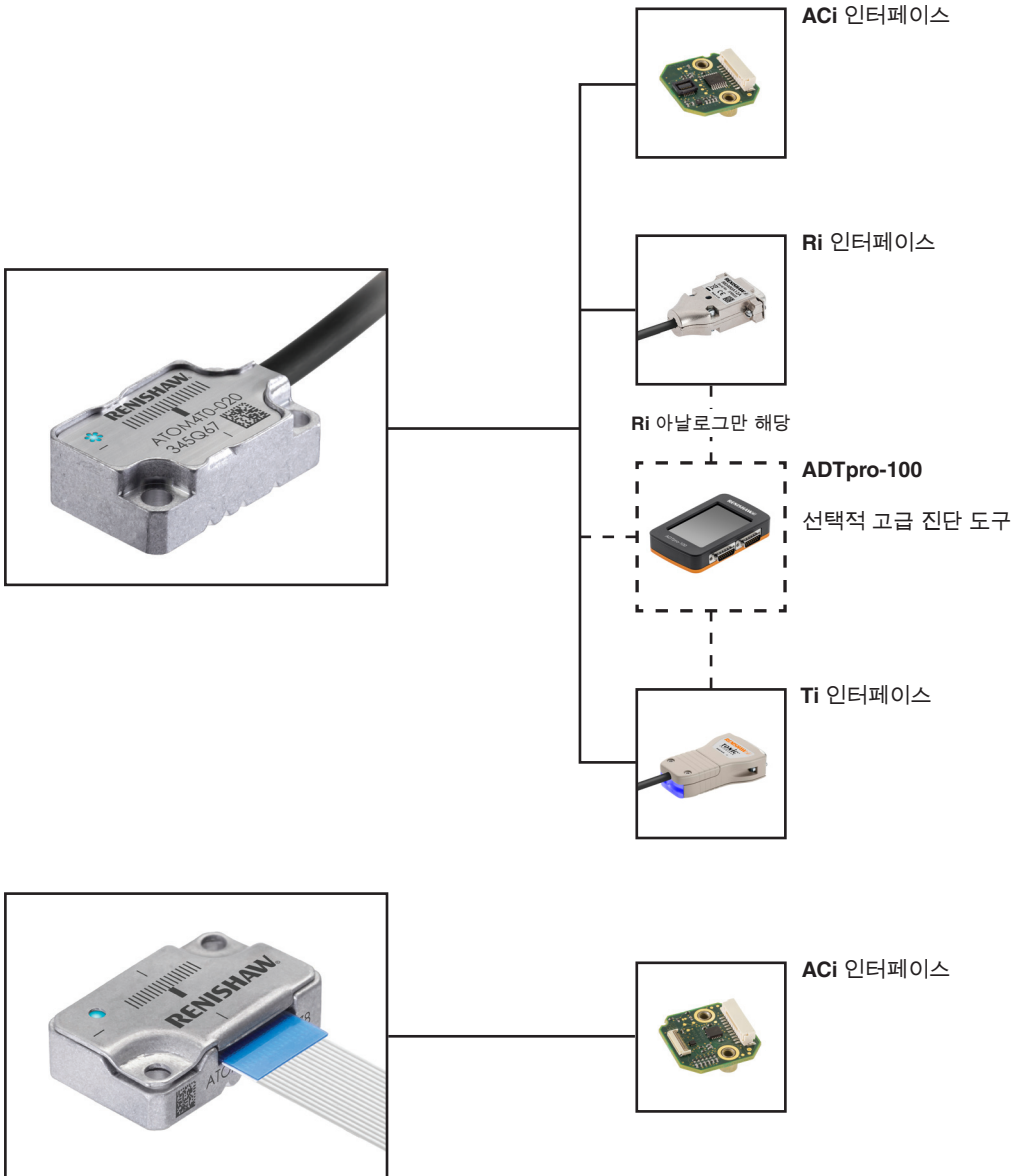 ACi 인터페이스
Ri 인터페이스
RENISHAW
ATOM4T0-020
345Q67
Ri 아날로그만 해당
ADTpro-100
선택적 고급 진단 도구
Ti 인터페이스
TONiC
RENISHAW
ACi 인터페이스